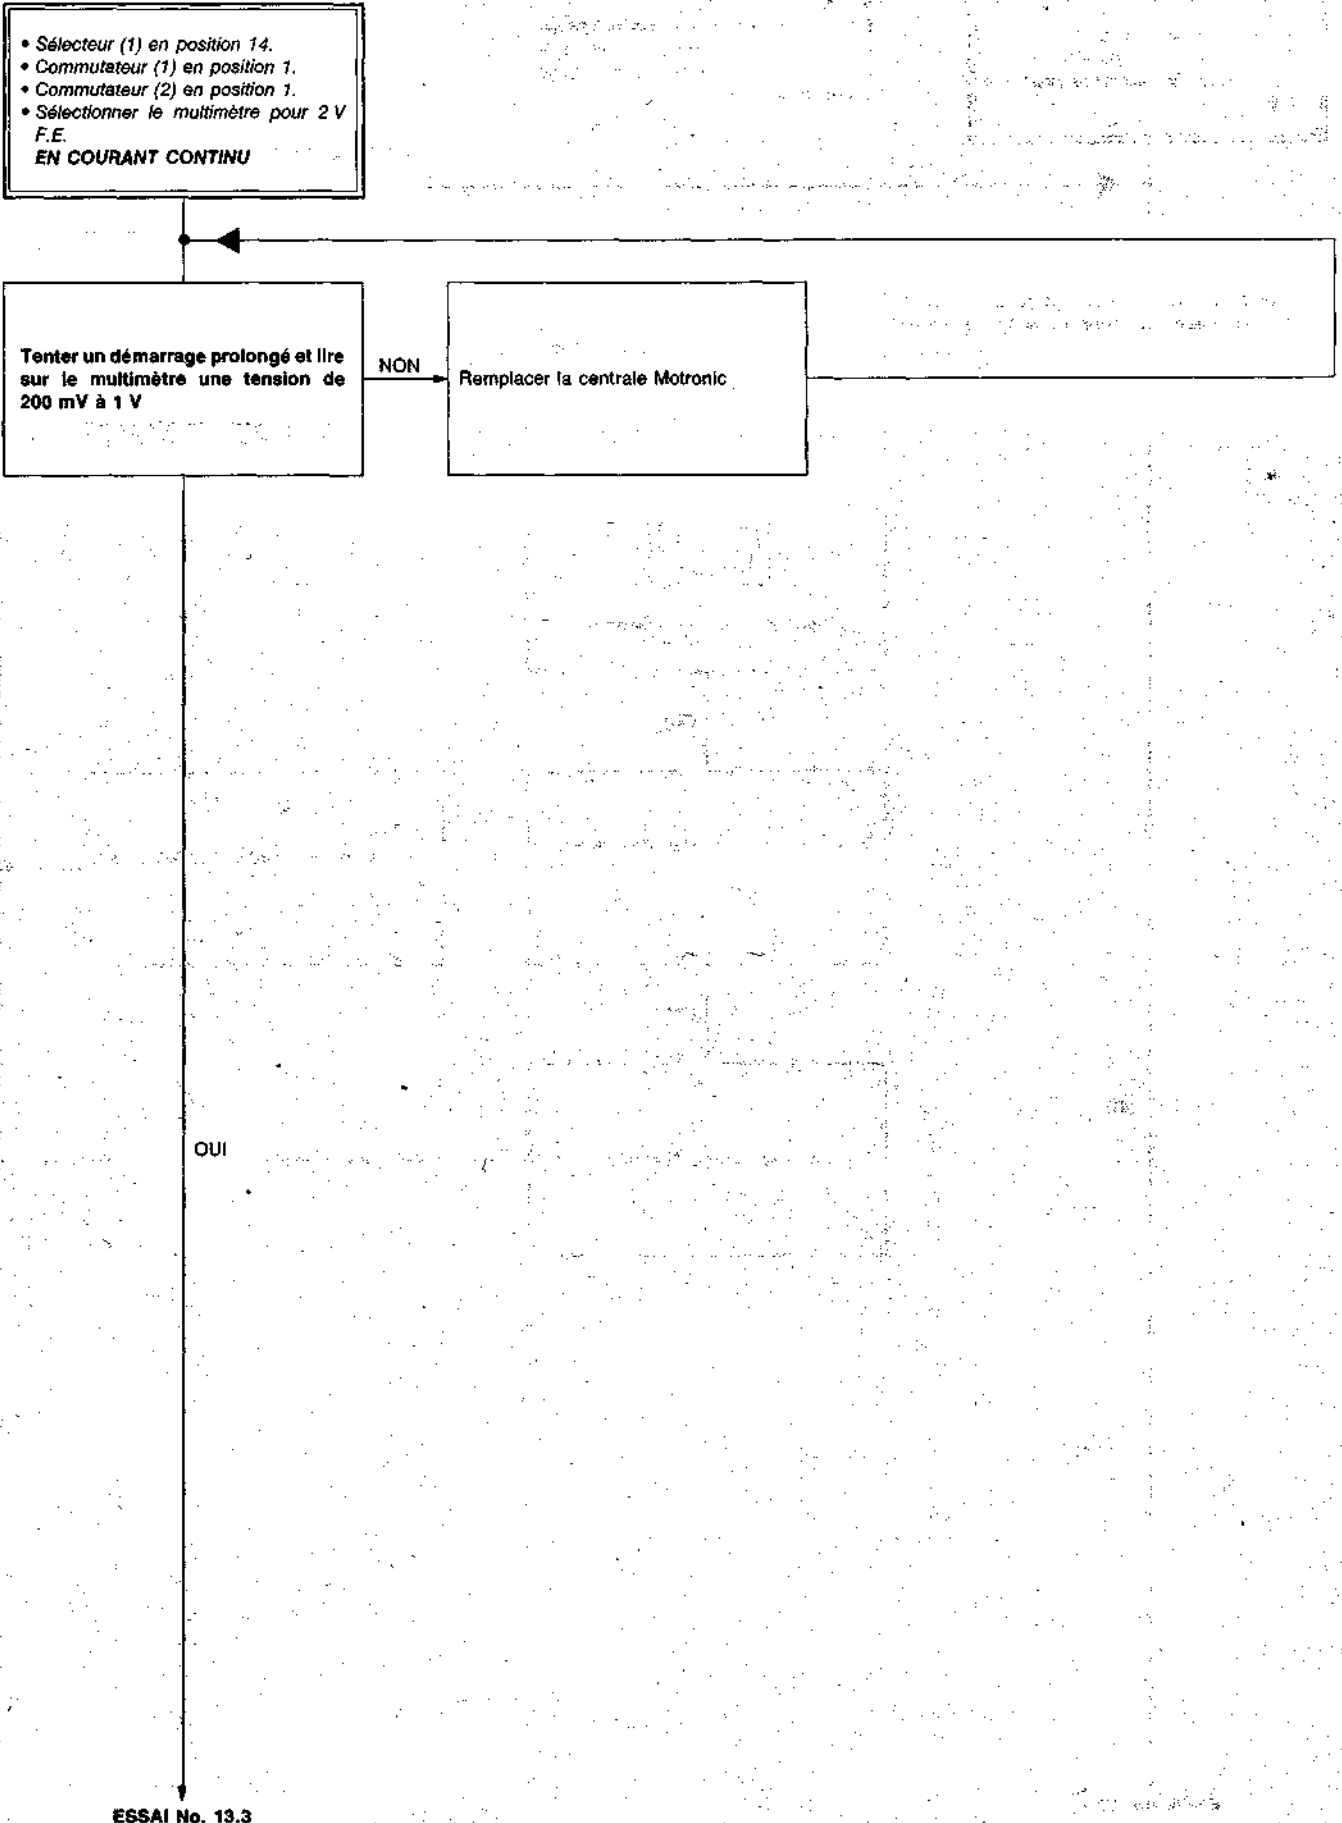 • Sélecteur (1) en position 14.
• Commutateur (1) en position 1.
• Commutateur (2) en position 1.
• Sélectionner le multimètre pour 2 V
F.E.
EN COURANT CONTINU
Tenter un démarrage prolongé et lire
sur le multimètre une tension de
200 mV à 1 V
NON
Remplacer la centrale Motronic
OUI
ESSAI No. 13.3